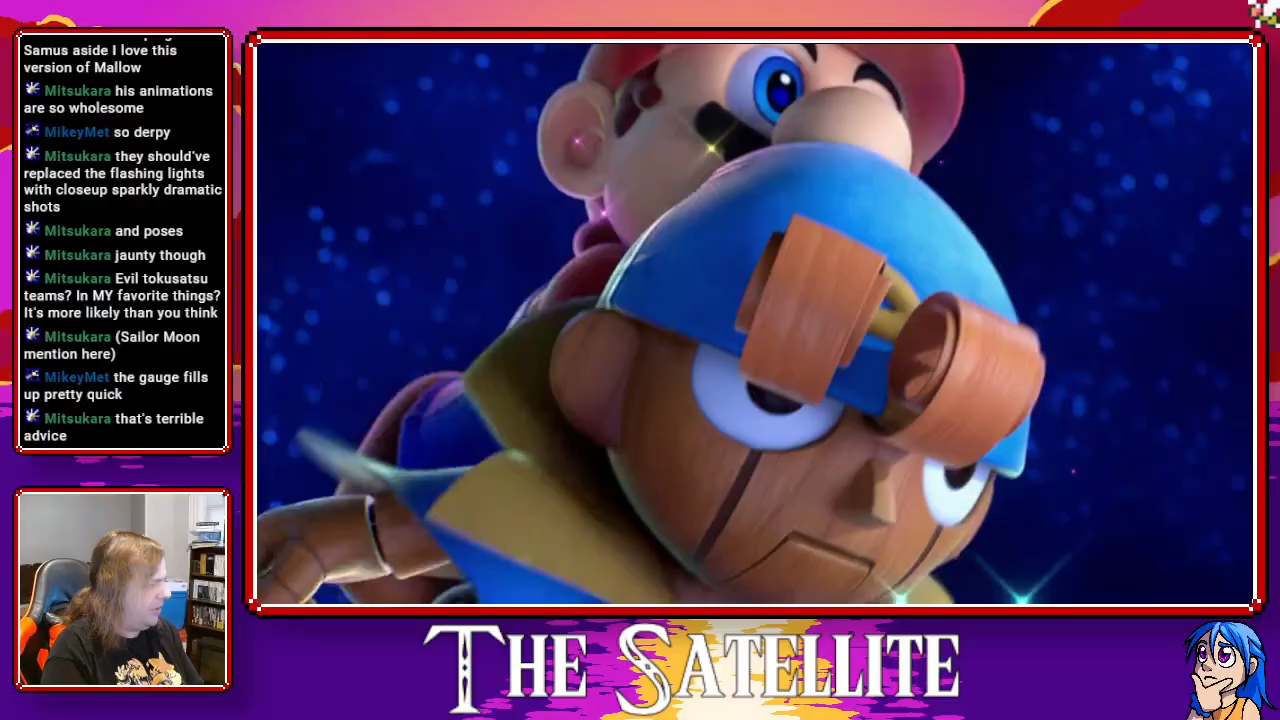 Samus aside I love this
version of Mallow
Mitsukara his animations
are so wholesome
MikeyMet so derpy
Mitsukara they should've
replaced the flashing lights
with closeup sparkly dramatic
shots
Mitsukara and poses
Mitsukara jaunty though
Mitsukara Evil tokusatsu
teams? In MY favorite things?
It's more likely than you think
Mitsukara (Sailor Moon
mention here)
MikeyMet the gauge fills
up pretty quick
Mitsukara that's terrible
advice
THE SATELLITE